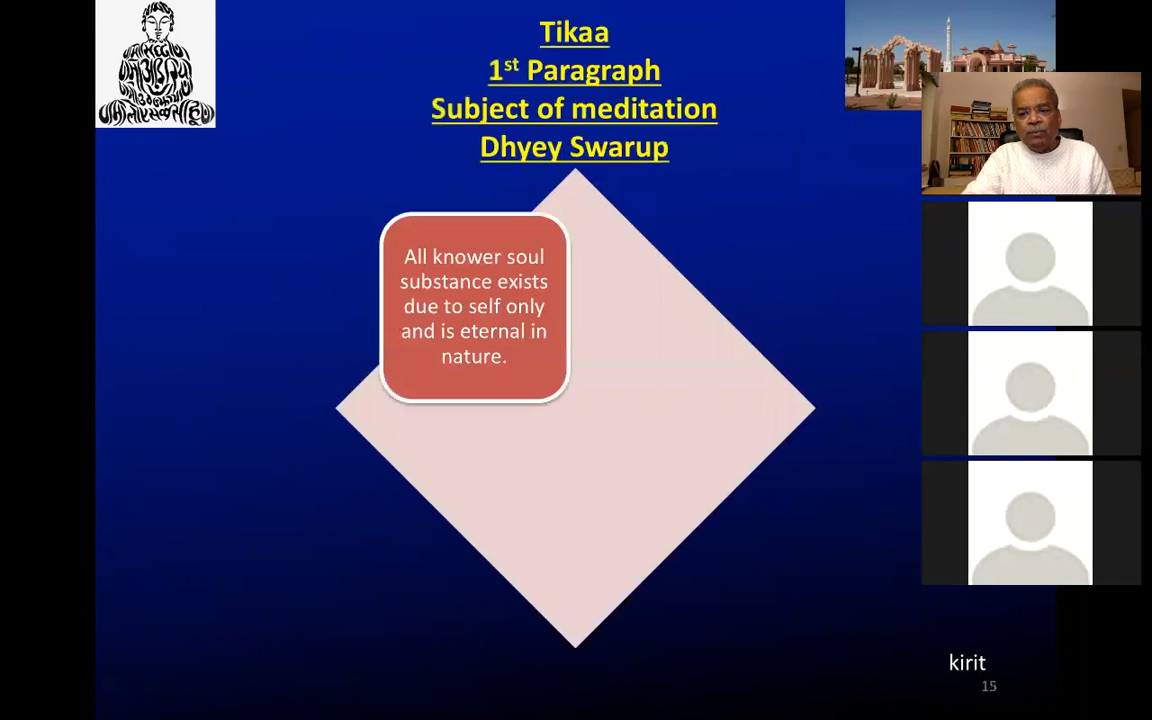 Tikaa
1st Paragraph
Subject of meditation
Dhyey Swarup
All knower soul
substance exists
due to self only
and is eternal in
nature.
kirit
15